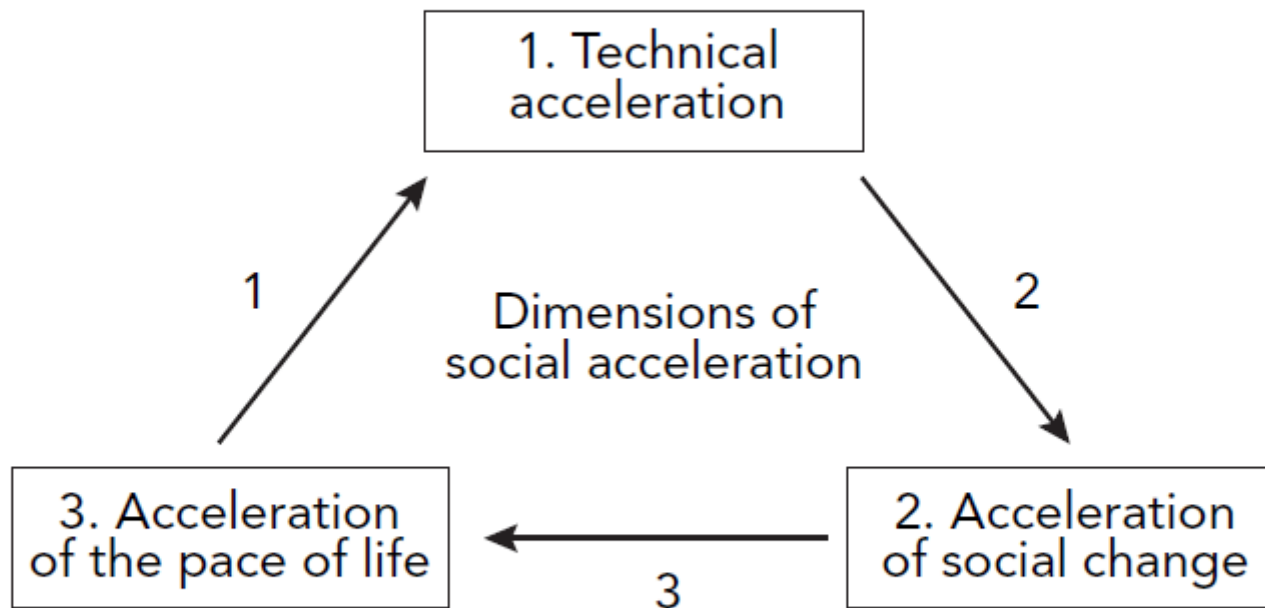 1. Technical
acceleration
1
2
Dimensions of
social acceleration
3. Acceleration
of the pace of life
2. Acceleration
of social change
3